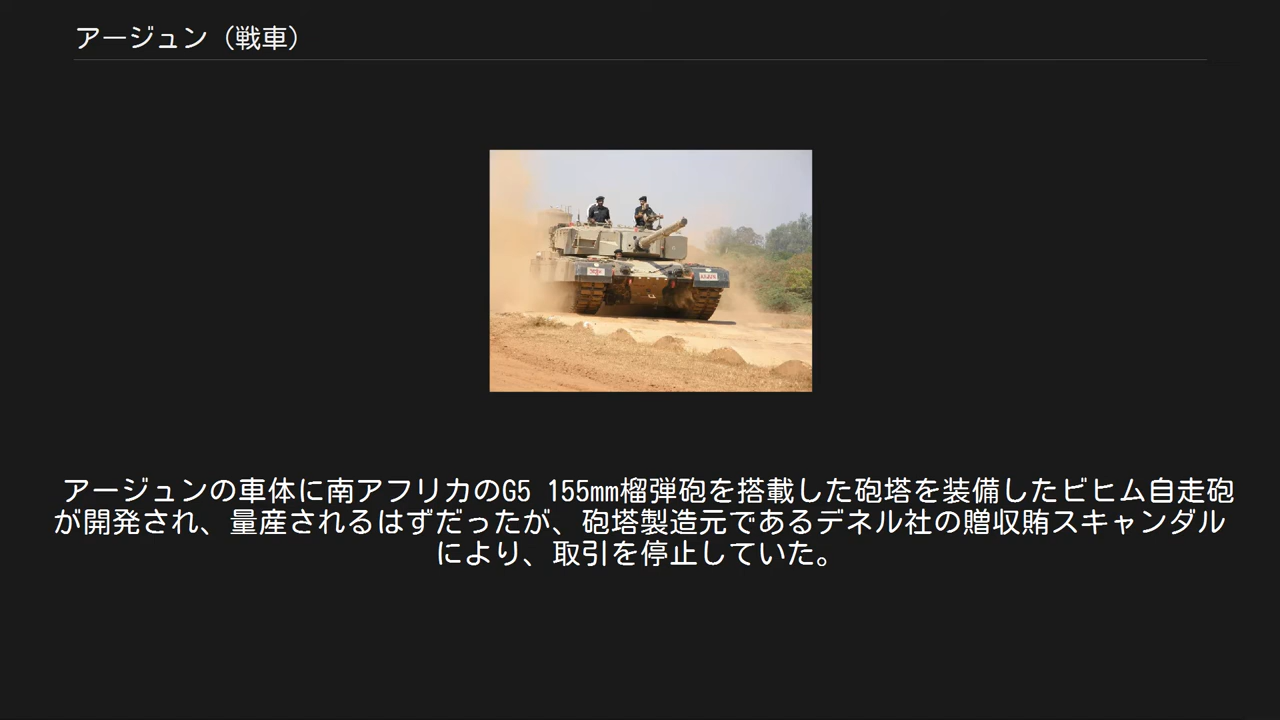 アージュン（戦車）
アージュンの車体に南アフリカのG5 155mm榴弾砲を搭載した砲塔を装備したビヒム自走砲
が開発され、量産されるはずだったが、砲塔製造元であるデネル社の贈収賄スキャンダル
により、取引を停止していた。